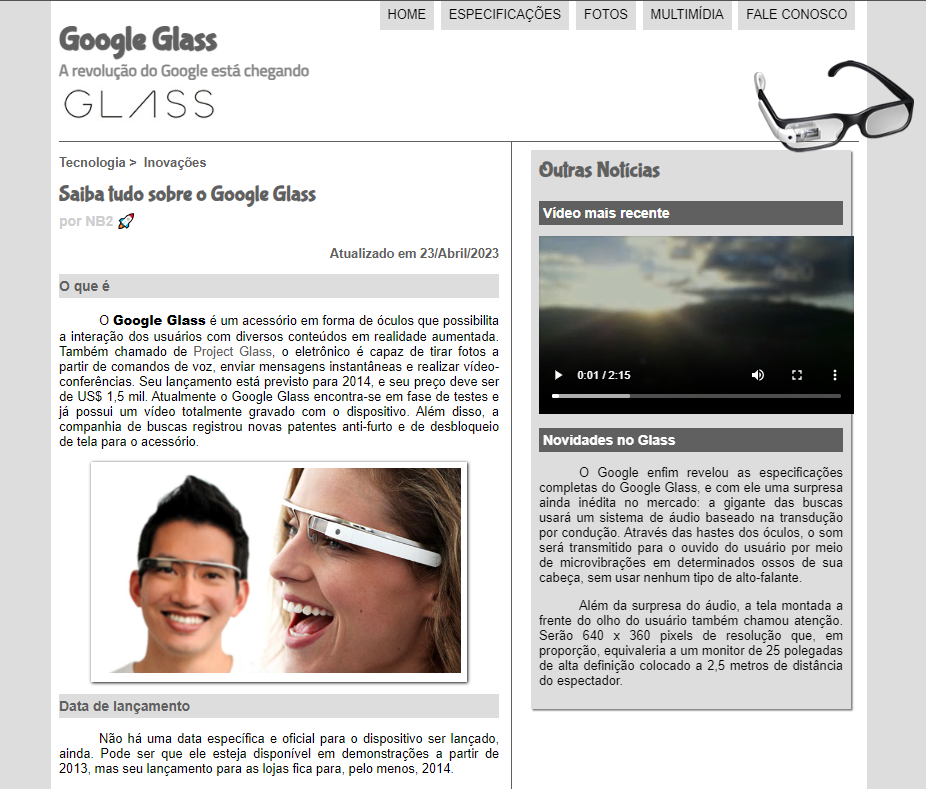 HOME ESPECIFICAÇÕES FOTOS MULTIMÍDIA FALE CONOSCO
Google Glass
A revolução do Google está chegando
GLASS
Tecnologia > Inovações
Saiba tudo sobre o Google Glass
por NB2 🚀
Atualizado em 23/Abril/2023
O que é
O Google Glass é um acessório em forma de óculos que possibilita
a interação dos usuários com diversos conteúdos em realidade aumentada.
Também chamado de Project Glass, o eletrônico é capaz de tirar fotos a
partir de comandos de voz, enviar mensagens instantâneas e realizar vídeo-
conferências. Seu lançamento está previsto para 2014, e seu preço deve ser
de US$ 1,5 mil. Atualmente o Google Glass encontra-se em fase de testes e
já possui um vídeo totalmente gravado com o dispositivo. Além disso, a
companhia de buscas registrou novas patentes anti-furto e de desbloqueio
de tela para o acessório.
Data de lançamento
Não há uma data específica e oficial para o dispositivo ser lançado,
ainda. Pode ser que ele esteja disponível em demonstrações a partir de
2013, mas seu lançamento para as lojas fica para, pelo menos, 2014.
Outras Notícias
Vídeo mais recente
0:01 / 2:15
Novidades no Glass
O Google enfim revelou as especificações
completas do Google Glass, e com ele uma surpresa
ainda inédita no mercado: a gigante das buscas
usará um sistema de áudio baseado na transdução
por condução. Através das hastes dos óculos, o som
será transmitido para o ouvido do usuário por meio
de microvibrações em determinados ossos de sua
cabeça, sem usar nenhum tipo de alto-falante.
Além da surpresa do áudio, a tela montada a
frente do olho do usuário também chamou atenção.
Serão 640 x 360 pixels de resolução que, em
proporção, equivaleria a um monitor de 25 polegadas
de alta definição colocado a 2,5 metros de distância
do espectador.